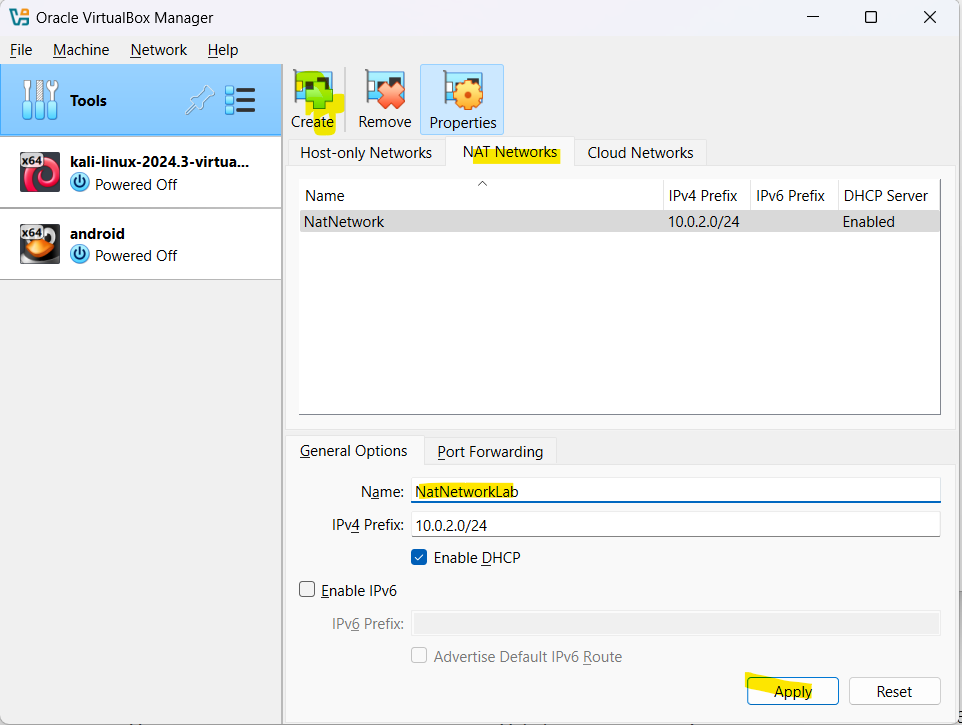 Oracle VirtualBox Manager
File Machine Network Help
Tools
x64
kali-linux-2024.3-virtua...
Powered Off
x64
android
Powered Off
Create Remove Properties
Host-only Networks NAT Networks Cloud Networks
Name IPv4 Prefix IPv6 Prefix DHCP Server
NatNetwork 10.0.2.0/24 Enabled
General Options Port Forwarding
Name: NatNetworkLab
IPv4 Prefix: 10.0.2.0/24
Enable DHCP
Enable IPv6
IPv6 Prefix:
Advertise Default IPv6 Route
Apply Reset